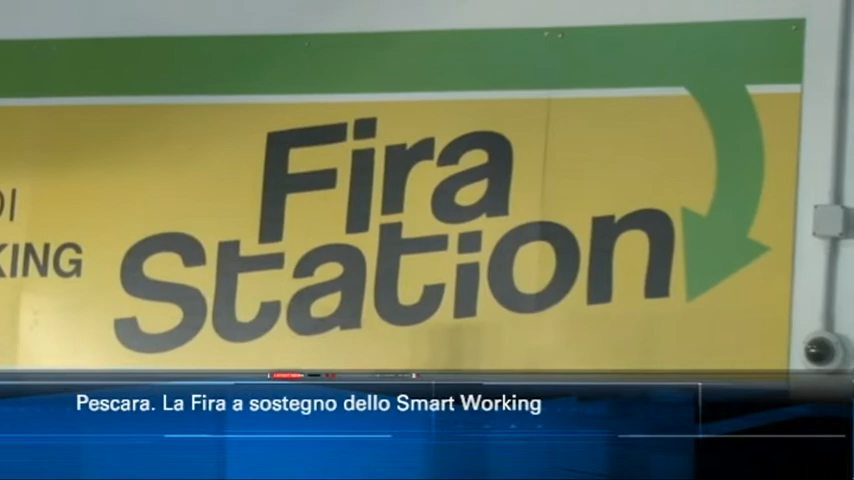 DI
KING
Fira
Station
Pescara. La Fira a sostegno dello Smart Working